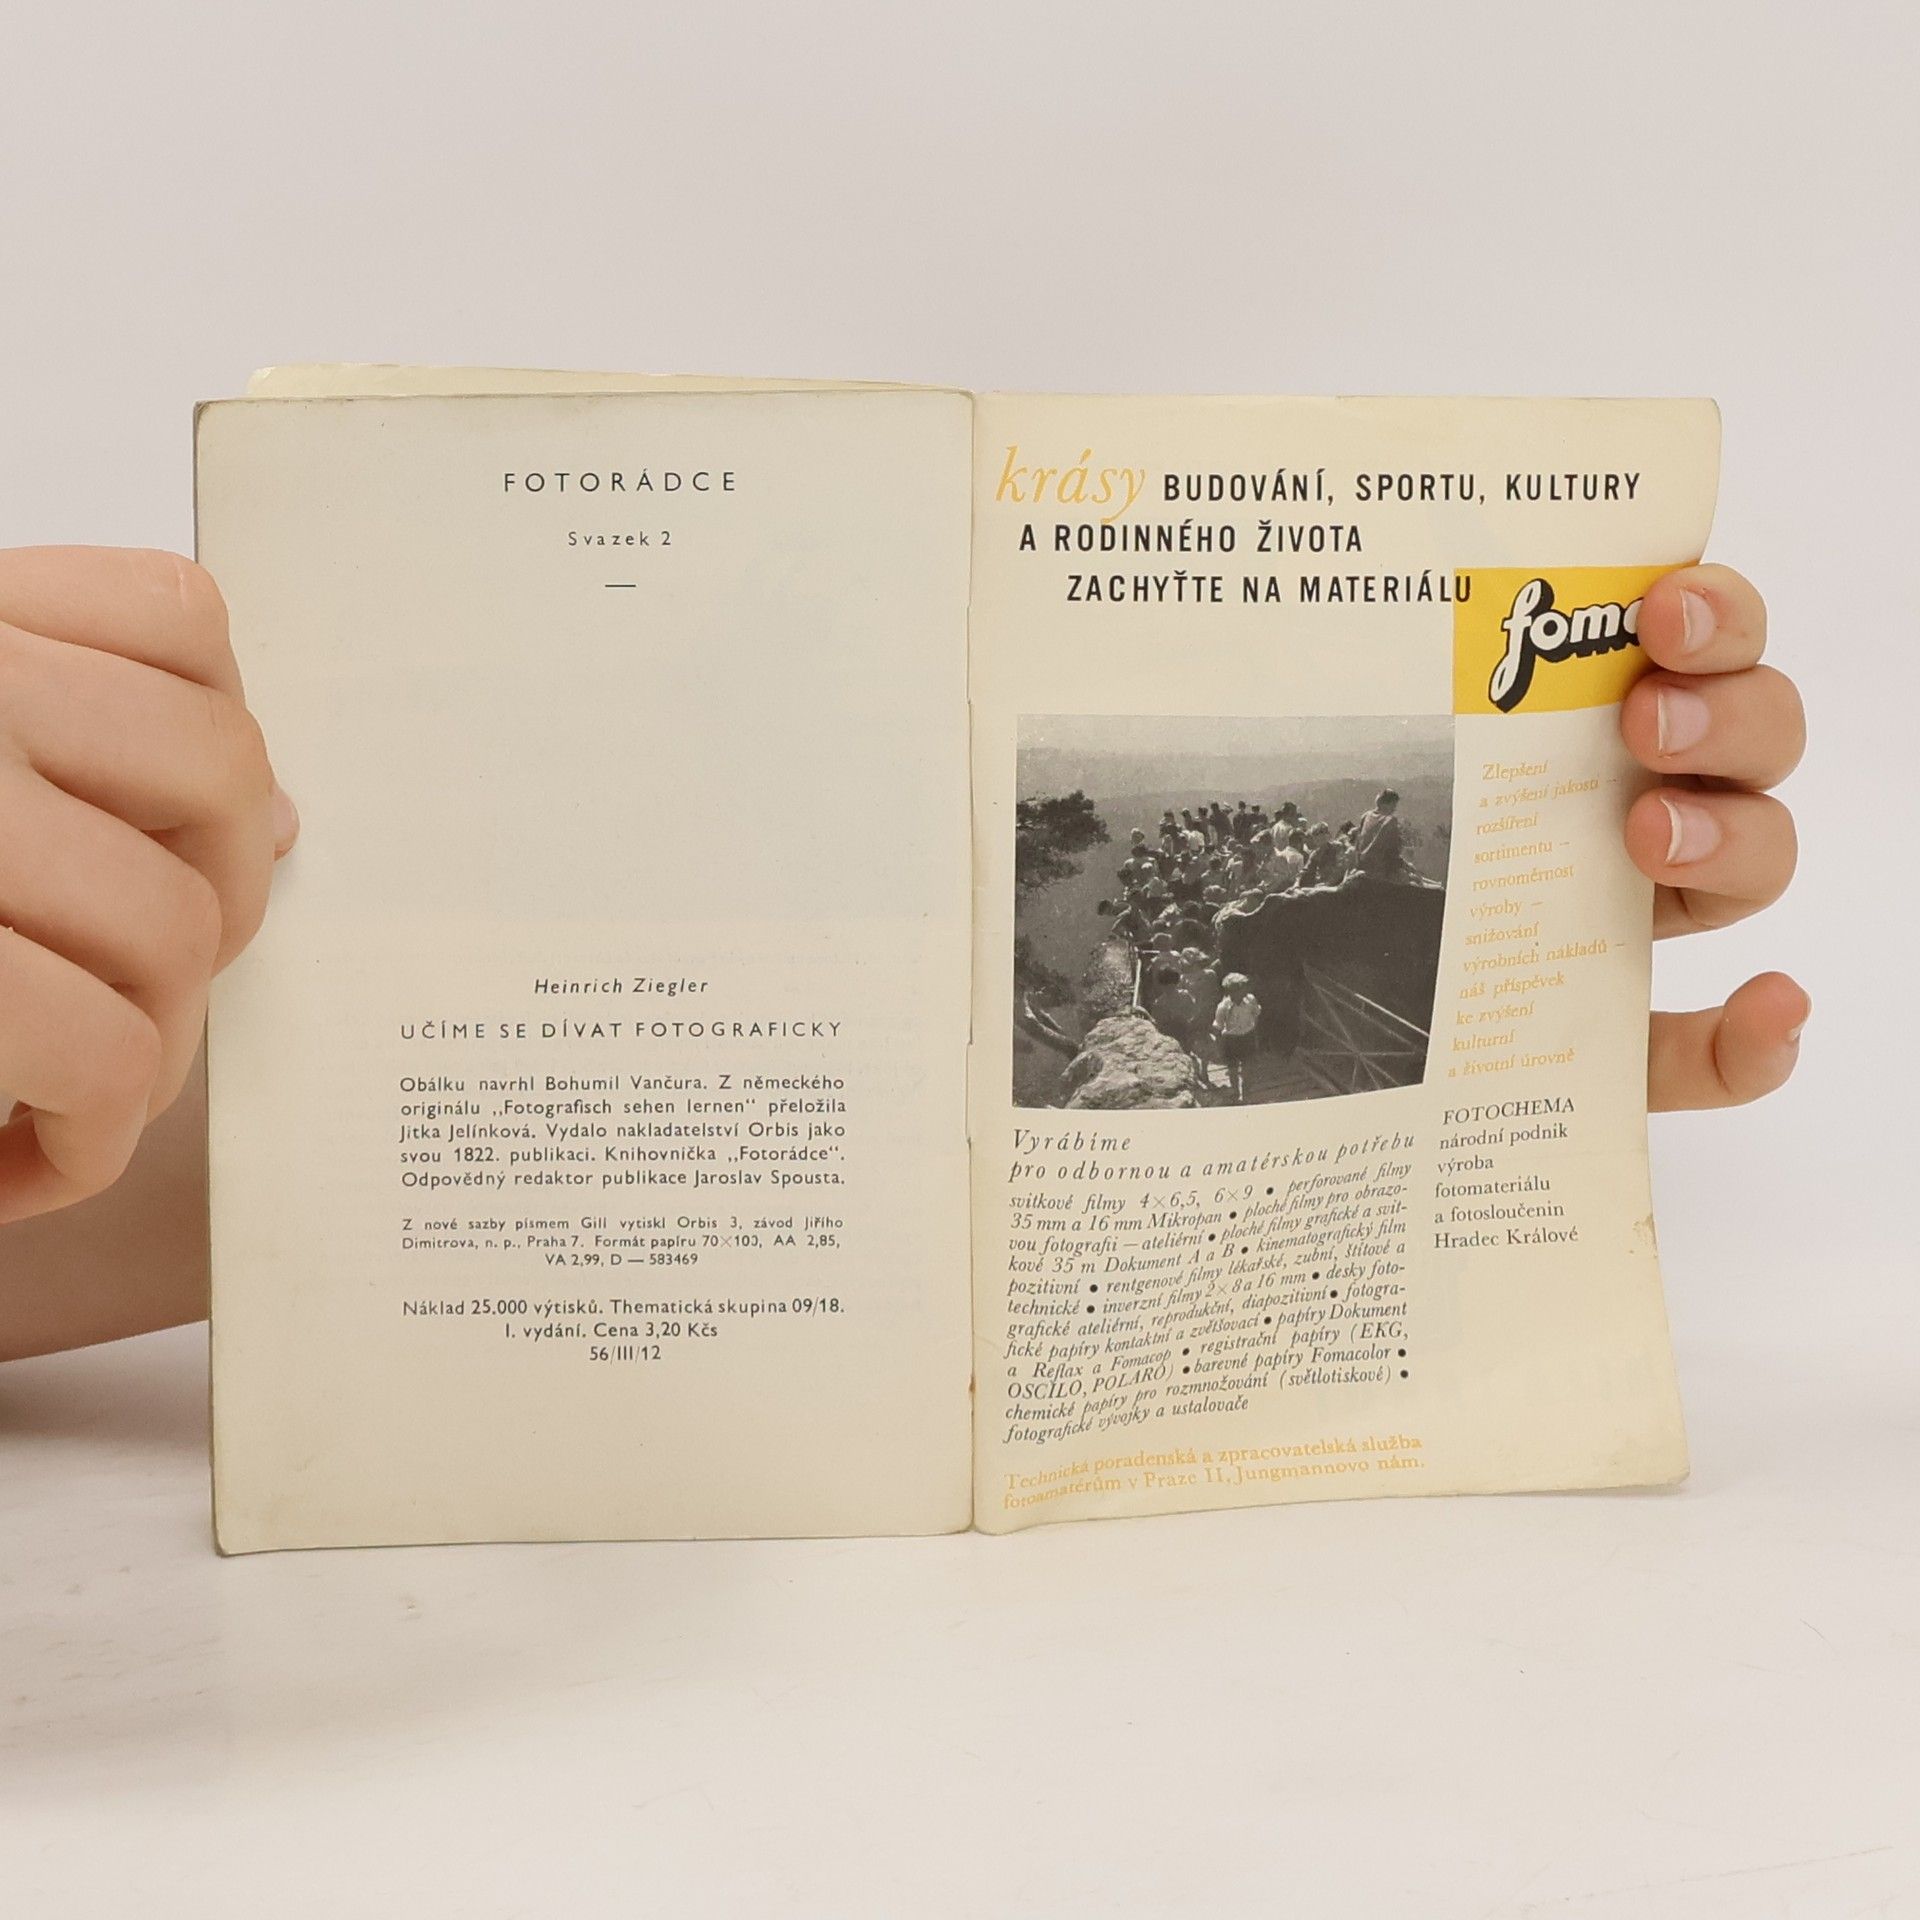 FOTORÁDCE
Svazek 2
Heinrich Ziegler
UČÍME SE DÍVAT FOTOGRAFICKY
Obálku navrhl Bohumil Vančura. Z německého
originálu „Fotografisch sehen lernen“ přeložila
Jitka Jelínková. Vydalo nakladatelství Orbis jako
svou 1822. publikaci. Knihovnička „Fotorádce“.
Odpovědný redaktor publikace Jaroslav Spousta.
Z nové sazby písmem Gill vytiskl Orbis 3, závod Jiřího
Dimitrova, n. p., Praha 7. Formát papíru 70×100, AA 2,85,
VA 2,99, D — 583469
Náklad 25.000 výtisků. Thematická skupina 09/18.
I. vydání. Cena 3,20 Kčs
56/III/12
krásy BUDOVÁNÍ, SPORTU, KULTURY
A RODINNÉHO ŽIVOTA
ZACHYŤTE NA MATERIÁLU
Zlepšení
a zvýšení jakosti –
rozšíření
sortimentu –
rovnoměrnost
výroby –
snižování
výrobních nákladů –
náš příspěvek
ke zvýšení
kulturní
a životní úrovně
FOTOCHEMA
národní podnik
výroba
fotomateriálu
a fotosloučenin
Hradec Králové
Vyrábíme
pro odbornou a amatérskou potřebu
svitkové filmy 4×6,5, 6×9 • perforované filmy
35 mm a 16 mm Mikropan • ploché filmy pro obrazo-
vou fotografii — ateliérní • ploché filmy grafické a svit-
kové 35 m Dokument A a B • kinematografický film
pozitivní • rentgenové filmy lékařské, zubní, štítové a
technické • inverzní filmy 2×8 a 16 mm • desky foto-
grafické ateliérní, reprodukční, diapozitivní • fotogra-
fické papíry kontaktní a zvětšovací • papíry Dokument
a Reflax a Fomacop • registrační papíry (EKG,
OSCILO, POLARO) • barevné papíry Fomacolor •
chemické papíry pro rozmnožování (světlotiskové) •
fotografické vývojky a ustalovače
Technická poradenská a zpracovatelská služba
fotoamatérům v Praze II, Jungmannovo nám.